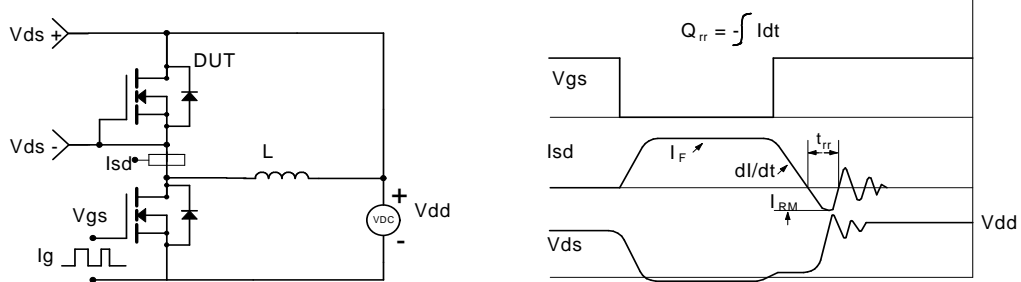 Vds +
DUT
Vds -
Isd
L
Vgs
Ig
+
VDC
-
Vdd
Q rr = - ∫ Idt
Vgs
Isd
I F
dI/dt
t rr
I RM
Vds
Vdd